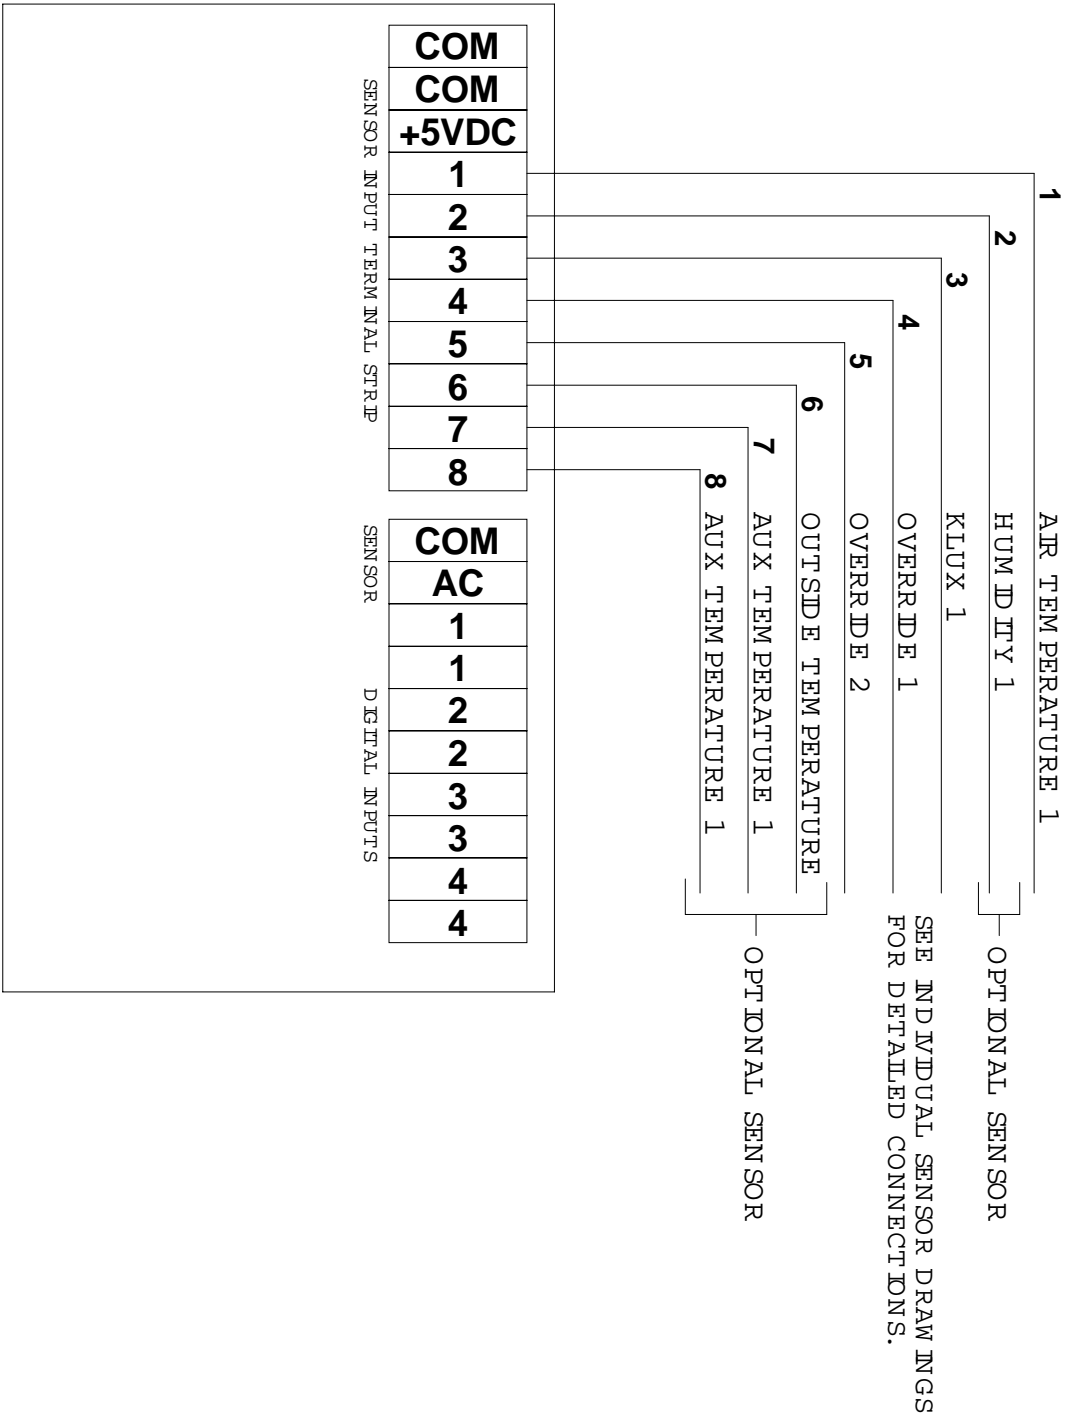 COM
COM
+5VDC
1
2
3
4
5
6
7
8
SENSOR INPUT TERMINAL STRIP
COM
AC
1
1
2
2
3
3
4
4
SENSOR
DIGITAL INPUTS
1
2
3
4
5
6
7
8
AIR TEMPERATURE 1
HUMIDITY 1
KLUX 1
OVERRIDE 1
OVERRIDE 2
OUTSIDE TEMPERATURE
AUX TEMPERATURE 1
AUX TEMPERATURE 1
OPTIONAL SENSOR
SEE INDIVIDUAL SENSOR DRAWINGS
FOR DETAILED CONNECTIONS.
OPTIONAL SENSOR